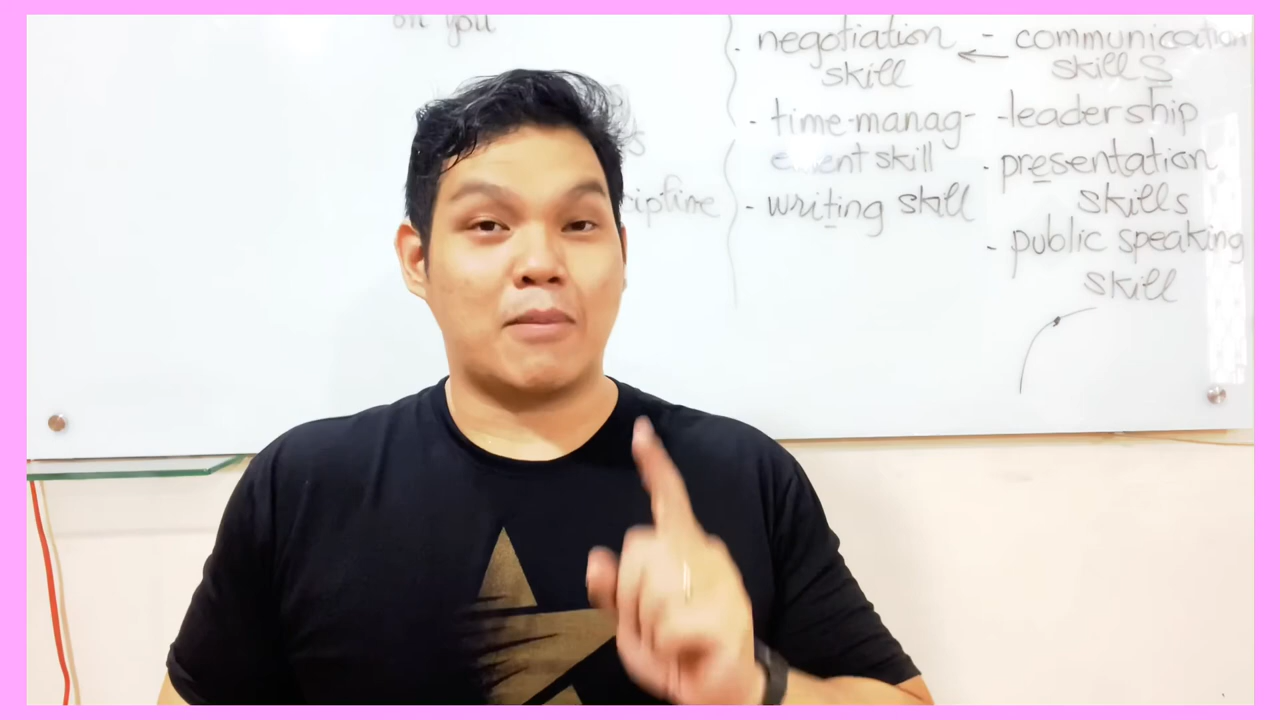 on you
- negotiation
skill
- time-manag-
ement skill
- writing skill
- communication
skills
- leadership
- presentation
skills
- public speaking
skill